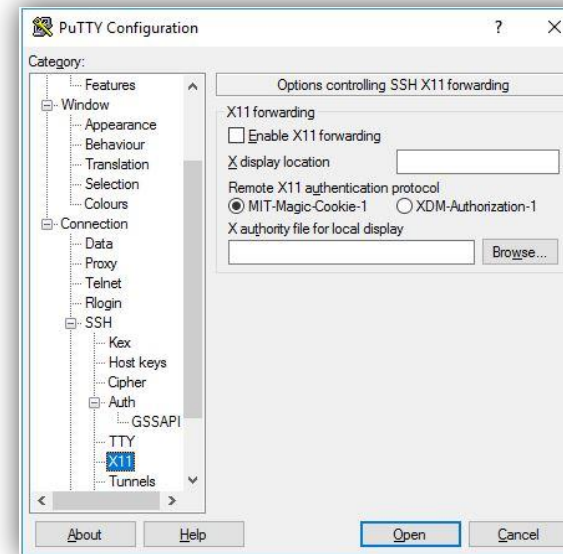 PuTTY Configuration
?
Category:
Features
Window
Appearance
Behaviour
Translation
Selection
Colours
Connection
Data
Proxy
Telnet
Rlogin
SSH
Kex
Host keys
Cipher
Auth
GSSAPI
TTY
X11
Tunnels
Options controlling SSH X11 forwarding
X11 forwarding
Enable X11 forwarding
X display location
Remote X11 authentication protocol
MIT-Magic-Cookie-1 XDM-Authorization-1
X authority file for local display
Browse...
About Help Open Cancel